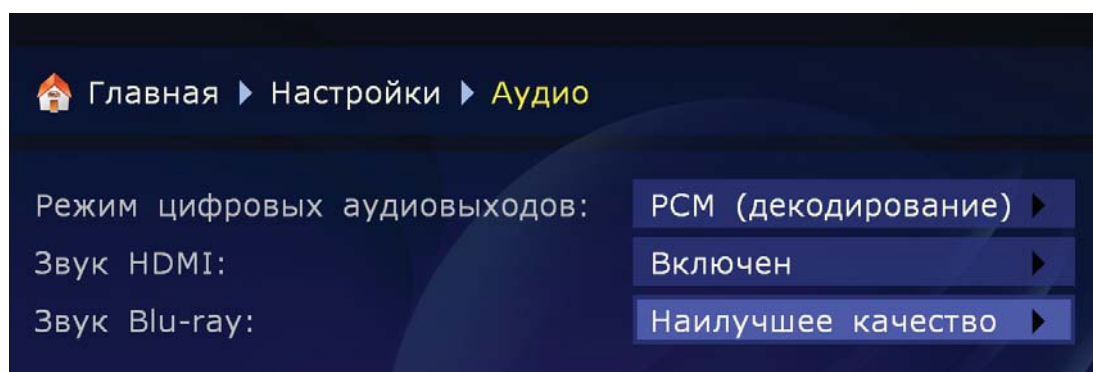 Главная Настройки Аудио
Режим цифровых аудиовыходов: PCM (декодирование)
Звук HDMI: Включен
Звук Blu-ray: Наилучшее качество